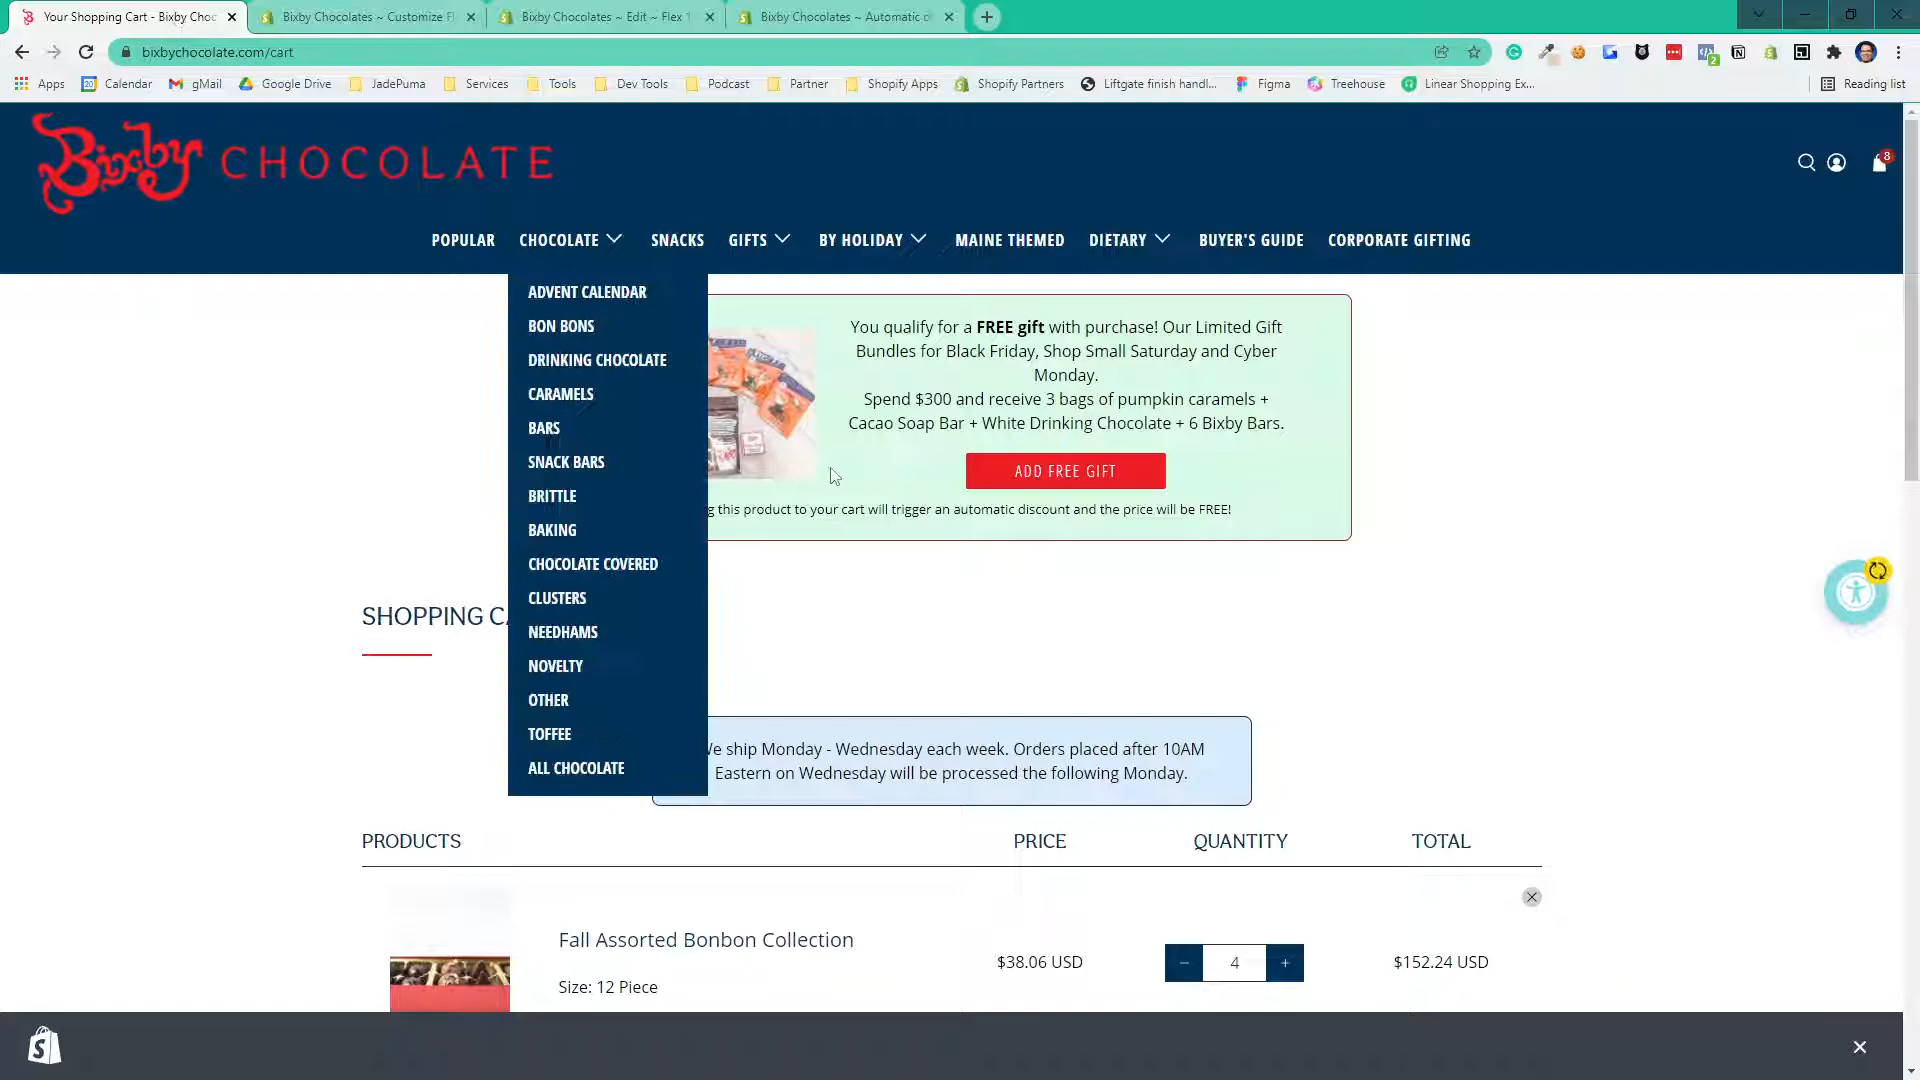 Your Shopping Cart - Bixby Choc
Bixby Chocolates ~ Customize Fl
Bixby Chocolates ~ Edit ~ Flex T
Bixby Chocolates ~ Automatic d
bixbychocolate.com/cart
2
Apps
20
Calendar
gMail
Google Drive
JadePuma
Services
Tools
Dev Tools
Podcast
Partner
Shopify Apps
Shopify Partners
Liftgate finish handl...
Figma
Treehouse
Linear Shopping Ex...
Reading list
Bixby CHOCOLATE
8
POPULAR
CHOCOLATE
SNACKS
GIFTS
BY HOLIDAY
MAINE THEMED
DIETARY
BUYER'S GUIDE
CORPORATE GIFTING
ADVENT CALENDAR
BON BONS
DRINKING CHOCOLATE
CARAMELS
BARS
SNACK BARS
BRITTLE
BAKING
CHOCOLATE COVERED
CLUSTERS
NEEDHAMS
NOVELTY
OTHER
TOFFEE
ALL CHOCOLATE
You qualify for a FREE gift with purchase! Our Limited Gift
Bundles for Black Friday, Shop Small Saturday and Cyber
Monday.
Spend $300 and receive 3 bags of pumpkin caramels +
Cacao Soap Bar + White Drinking Chocolate + 6 Bixby Bars.
ADD FREE GIFT
g this product to your cart will trigger an automatic discount and the price will be FREE!
SHOPPING CA
We ship Monday - Wednesday each week. Orders placed after 10AM
Eastern on Wednesday will be processed the following Monday.
PRODUCTS
PRICE
QUANTITY
TOTAL
Fall Assorted Bonbon Collection
Size: 12 Piece
$38.06 USD
− 4 +
$152.24 USD